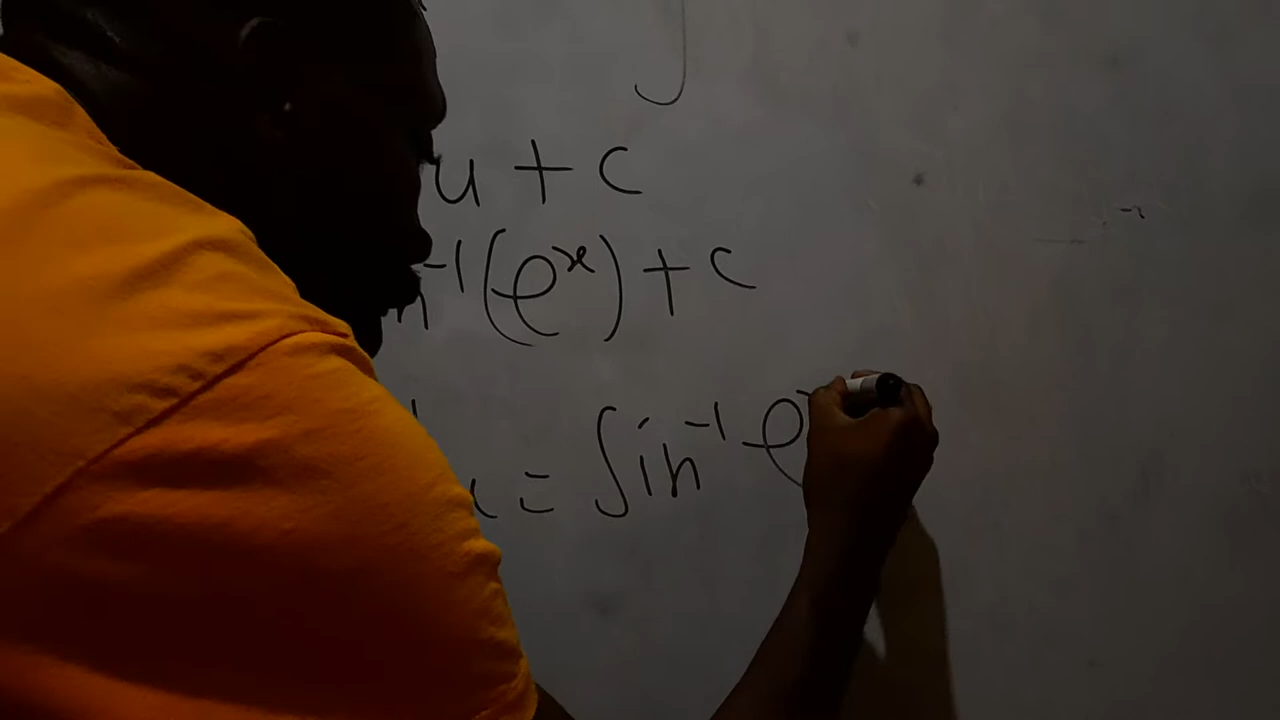 ∫
u + c
n⁻¹(eˣ) + c
= Sin⁻¹ e